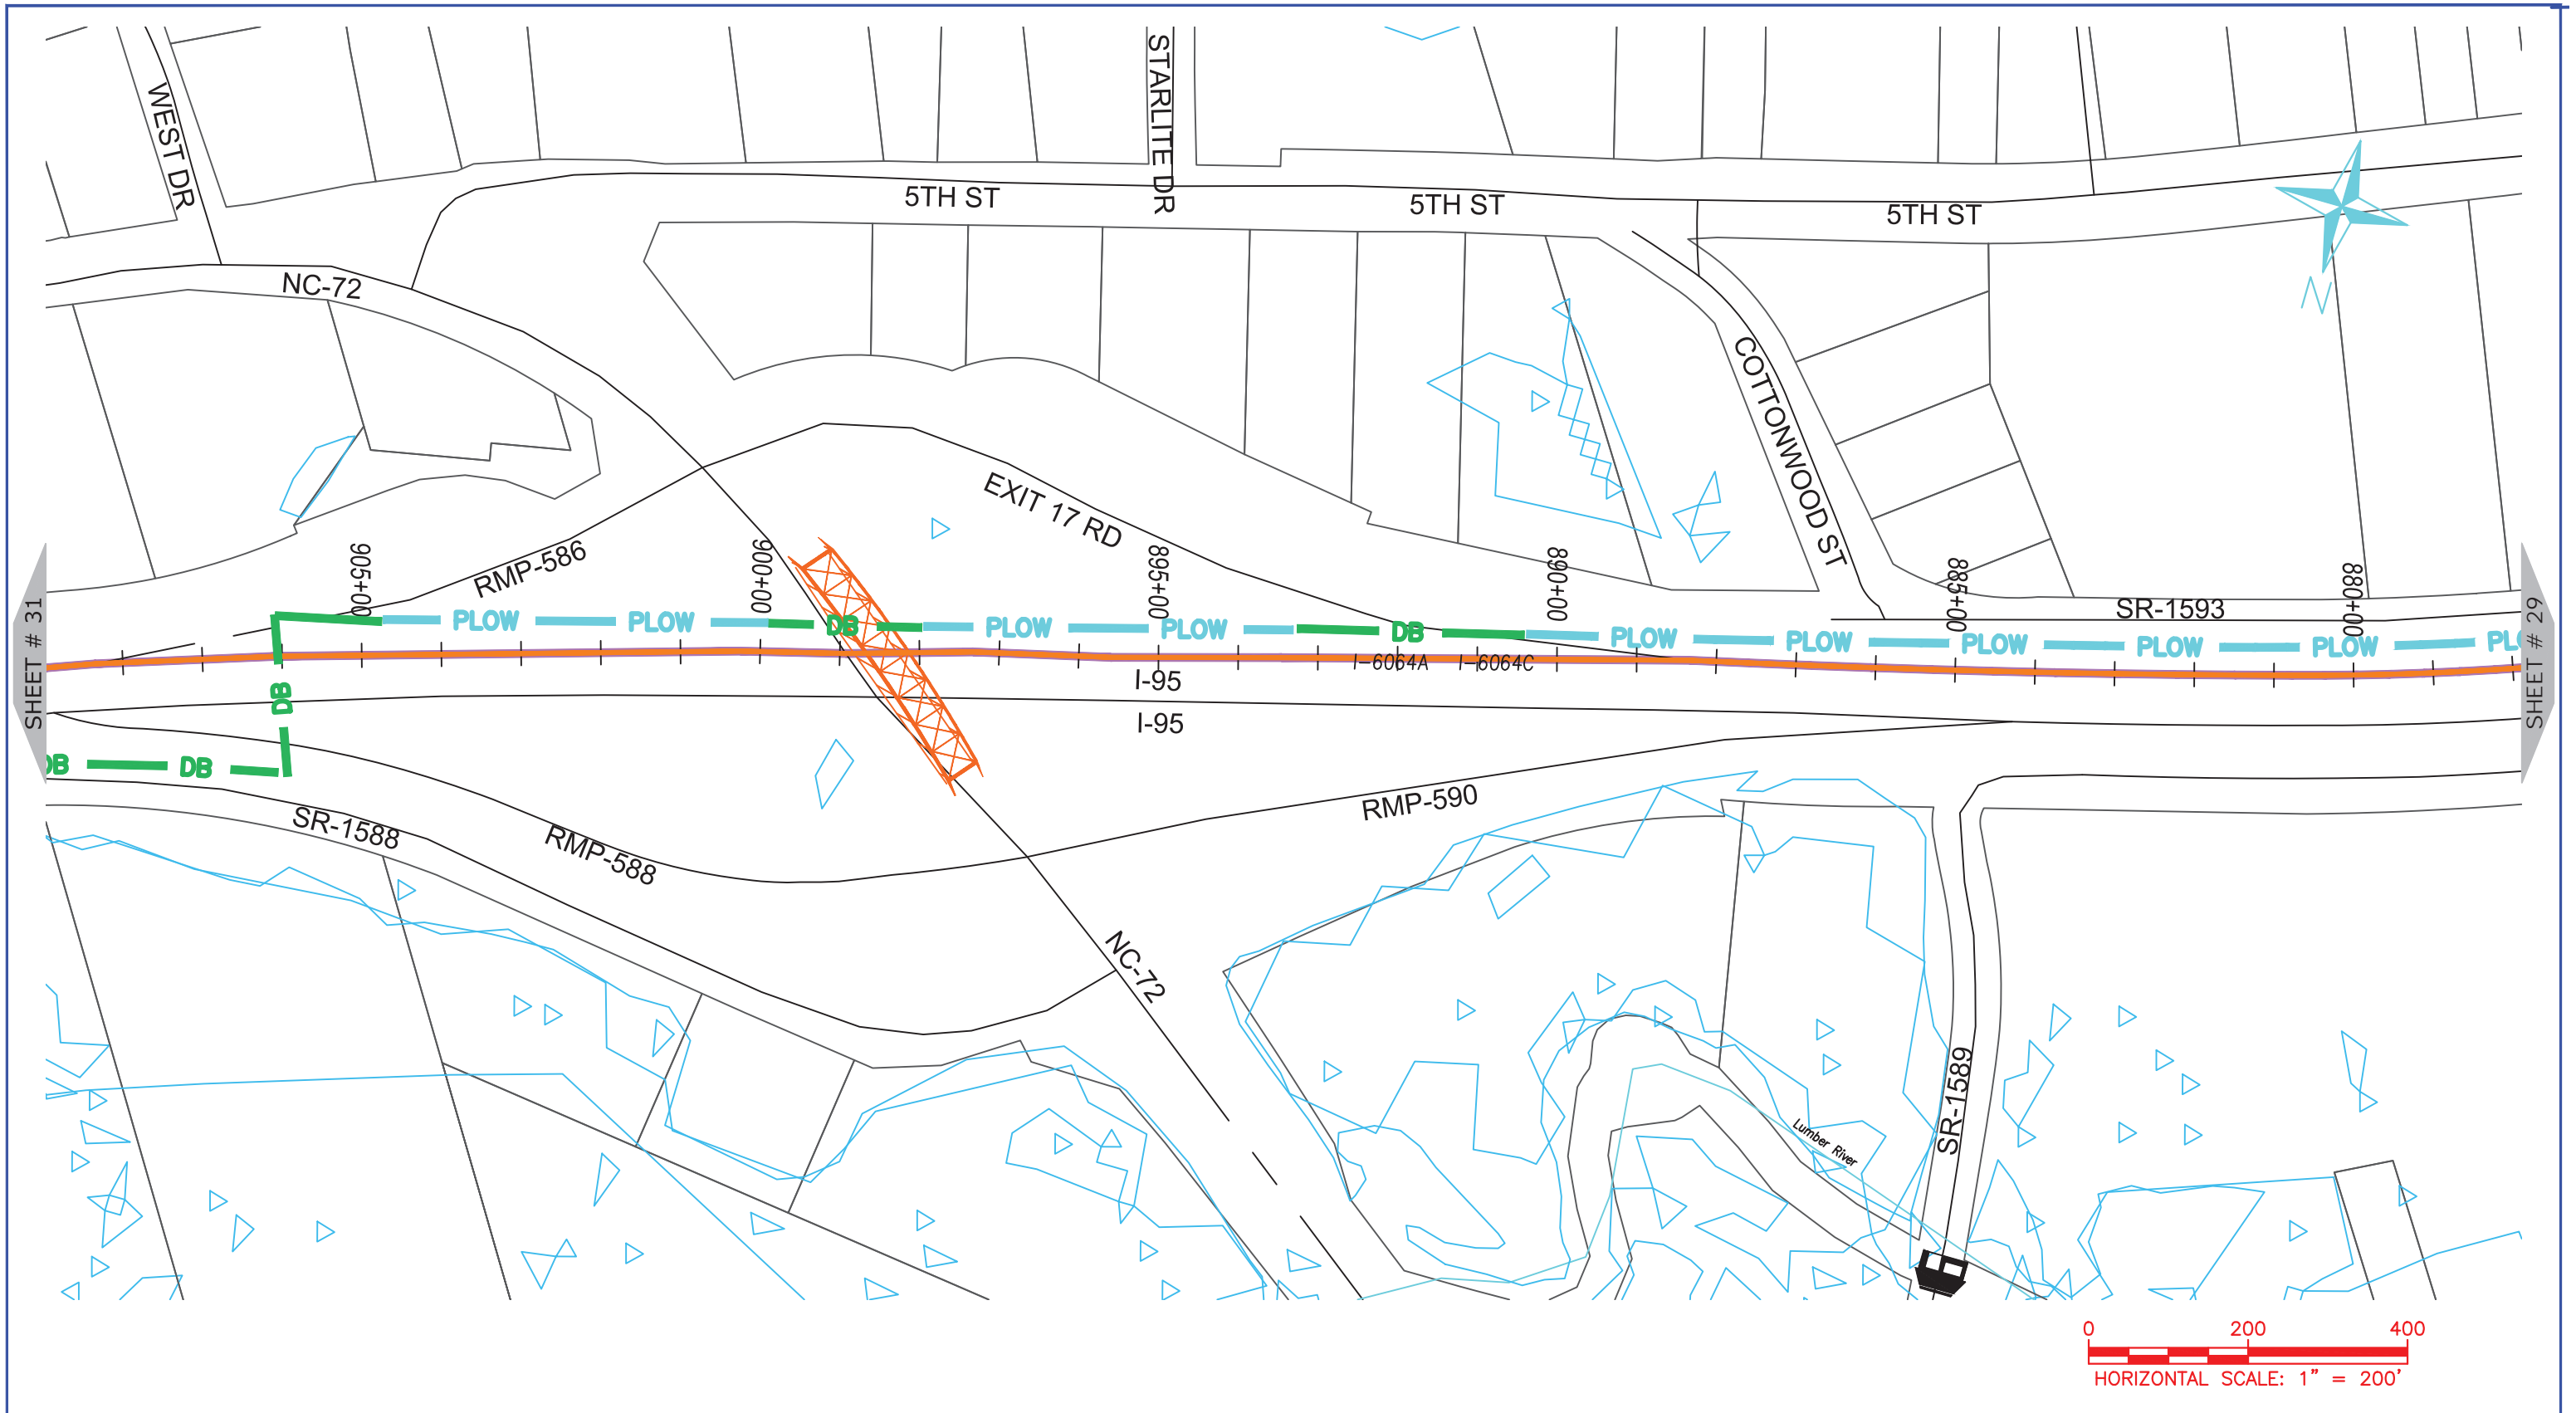 STARLITE DR
WEST DR
5TH ST
5TH ST
5TH ST
NC-72
N
COTTONWOOD ST
EXIT 17 RD
RMP-586
905+00
900+00
895+00
890+00
885+00
880+00
SHEET # 31
SHEET # 29
SR-1593
PLOW
PLOW
DB
PLOW
PLOW
DB
PLOW
PLOW
PLOW
PLOW
PLOW
PLO
I-6064A
I-6064C
I-95
I-95
DB
DB
DB
SR-1588
RMP-588
RMP-590
NC-72
SR-1589
Lumber River
0 200 400
HORIZONTAL SCALE: 1" = 200'